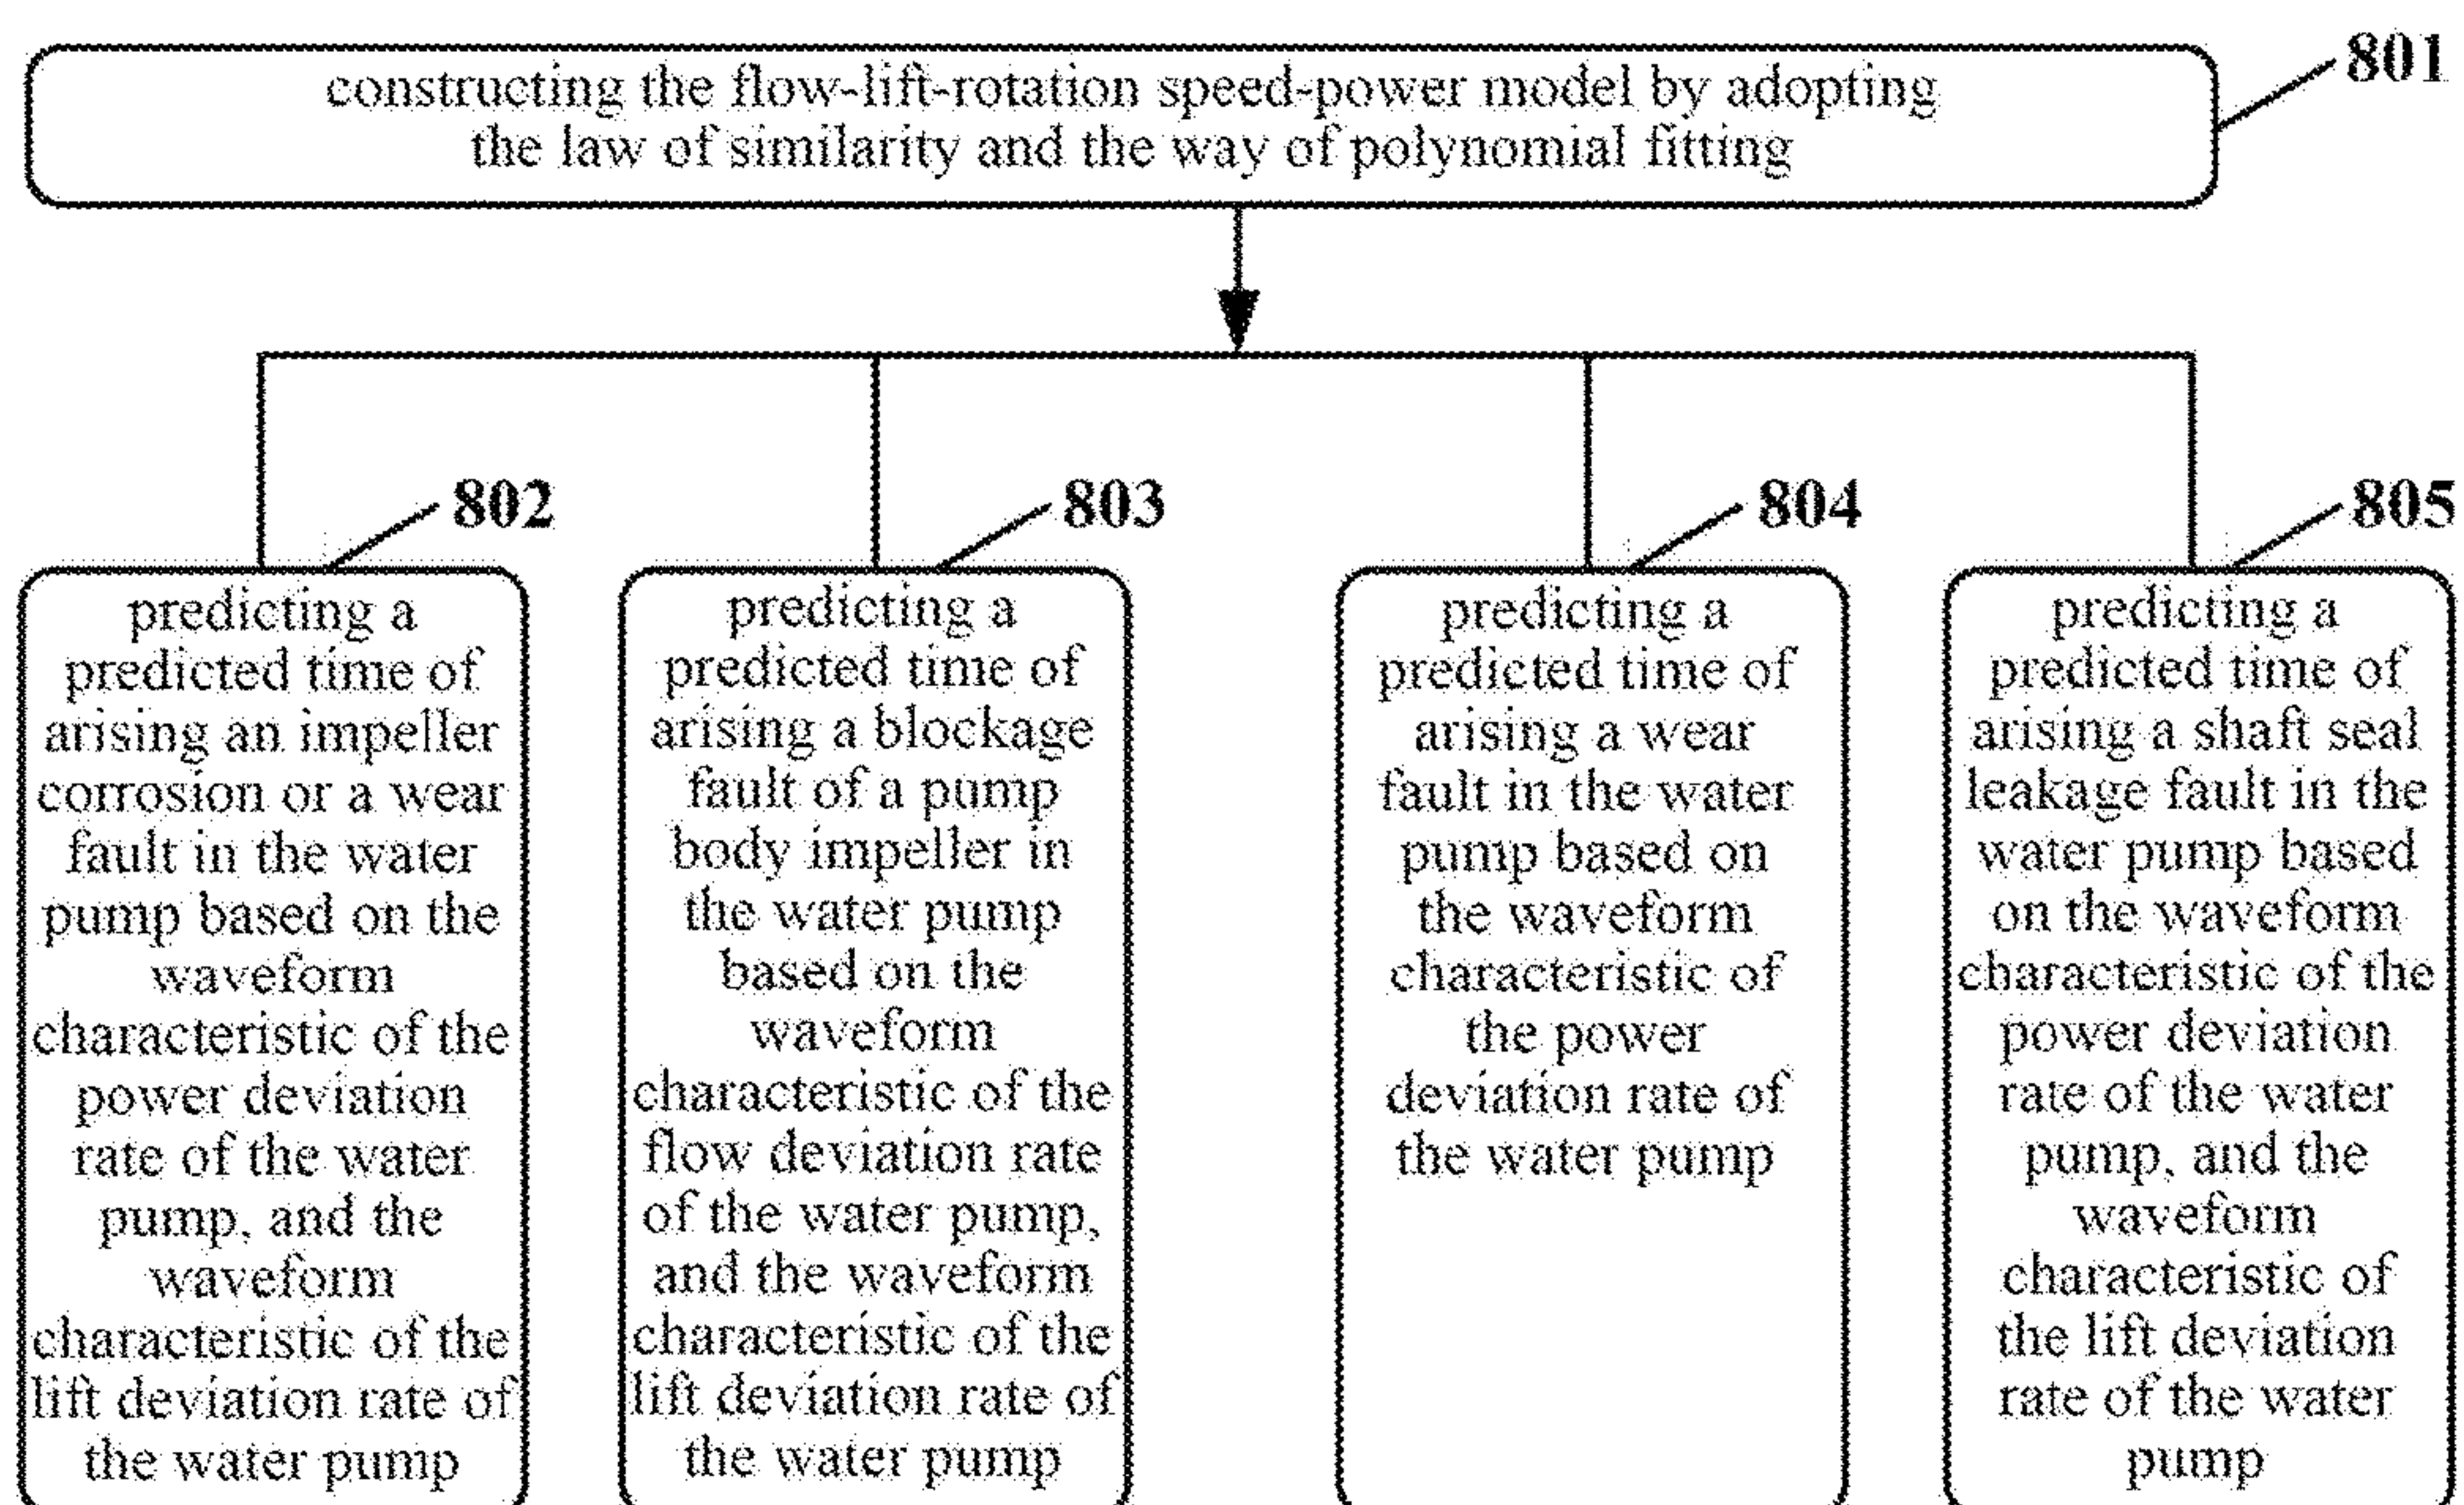 constructing the flow-lift-rotation speed-power model by adopting
the law of similarity and the way of polynomial fitting
801
802
predicting a
predicted time of
arising an impeller
corrosion or a wear
fault in the water
pump based on the
waveform
characteristic of the
power deviation
rate of the water
pump, and the
waveform
characteristic of the
lift deviation rate of
the water pump
803
predicting a
predicted time of
arising a blockage
fault of a pump
body impeller in
the water pump
based on the
waveform
characteristic of the
flow deviation rate
of the water pump,
and the waveform
characteristic of the
lift deviation rate of
the water pump
804
predicting a
predicted time of
arising a wear
fault in the water
pump based on
the waveform
characteristic of
the power
deviation rate of
the water pump
805
predicting a
predicted time of
arising a shaft seal
leakage fault in the
water pump based
on the waveform
characteristic of the
power deviation
rate of the water
pump, and the
waveform
characteristic of
the lift deviation
rate of the water
pump